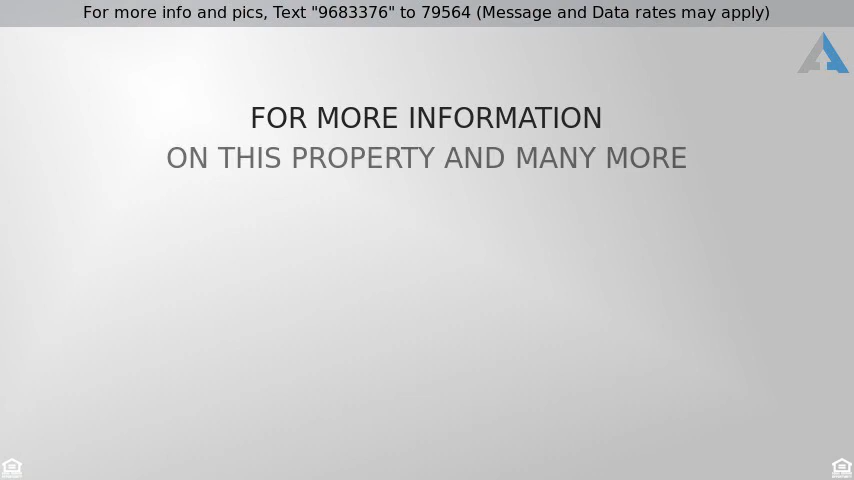 For more info and pics, Text "9683376" to 79564 (Message and Data rates may apply)
FOR MORE INFORMATION
ON THIS PROPERTY AND MANY MORE